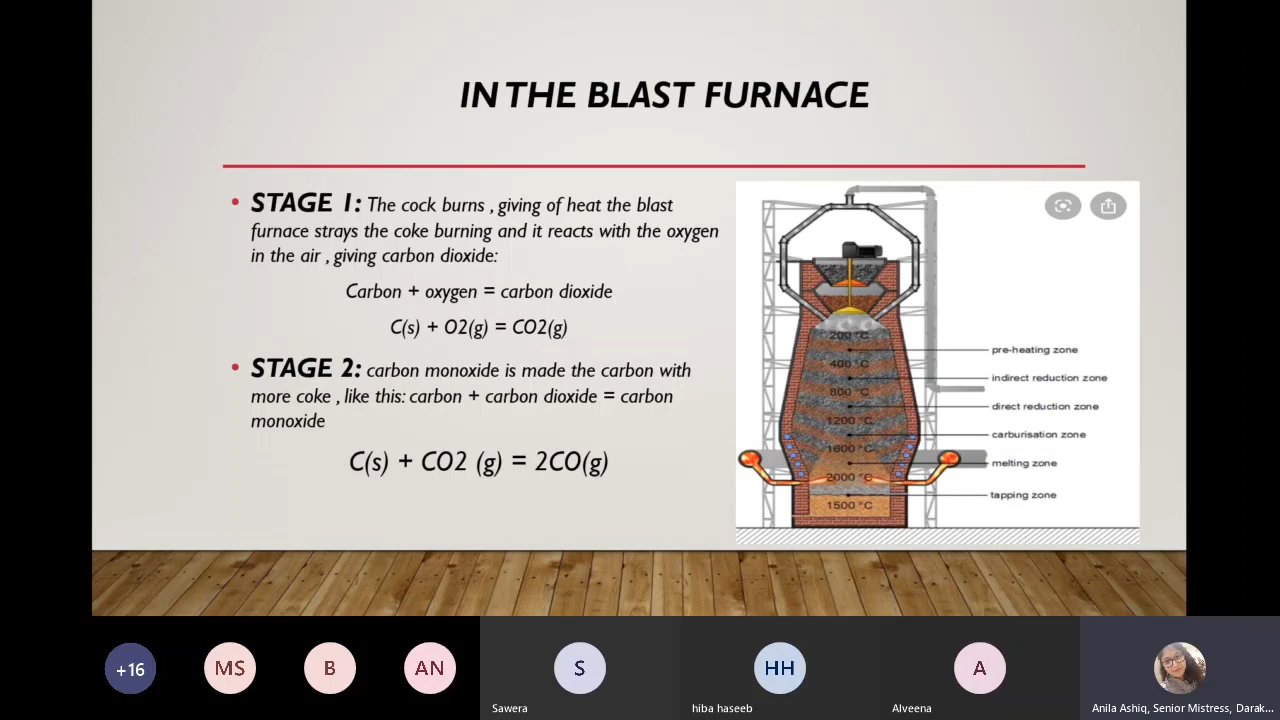 IN THE BLAST FURNACE
• STAGE 1: The cock burns , giving of heat the blast
furnace strays the coke burning and it reacts with the oxygen
in the air , giving carbon dioxide:
Carbon + oxygen = carbon dioxide
C(s) + O2(g) = CO2(g)
• STAGE 2: carbon monoxide is made the carbon with
more coke , like this: carbon + carbon dioxide = carbon
monoxide
C(s) + CO2 (g) = 2CO(g)
200 °C
pre-heating zone
400 °C
indirect reduction zone
800 °C
direct reduction zone
1200 °C
carburisation zone
1600 °C
melting zone
2000 °C
tapping zone
1500 °C
+16
MS
B
AN
S
HH
A
Sawera
hiba haseeb
Alveena
Anila Ashiq, Senior Mistress, Darak...